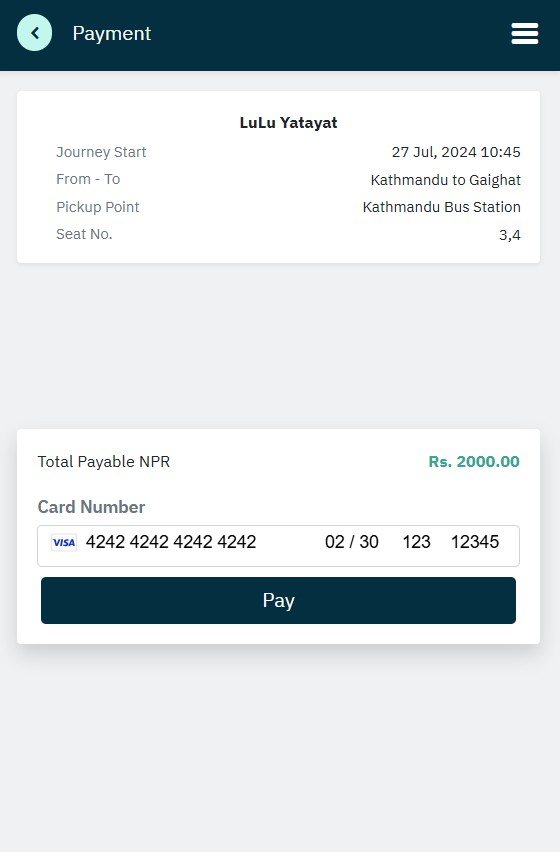 Payment
LuLu Yatayat
Journey Start 27 Jul, 2024 10:45
From - To Kathmandu to Gaighat
Pickup Point Kathmandu Bus Station
Seat No. 3,4
Total Payable NPR Rs. 2000.00
Card Number
VISA 4242 4242 4242 4242 02 / 30 123 12345
Pay